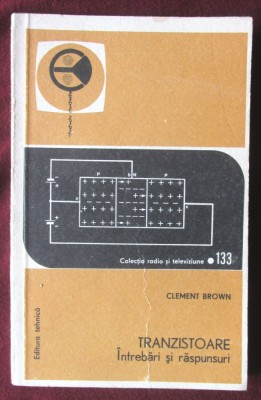 Colecția radio și televiziune ● 133
CLEMENT BROWN
TRANZISTOARE
Întrebări și răspunsuri
Editura tehnică